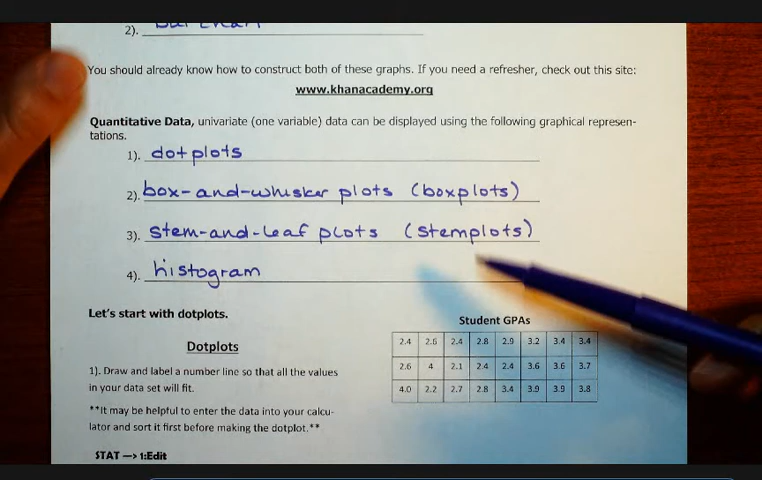 2). bar chart
You should already know how to construct both of these graphs. If you need a refresher, check out this site:
www.khanacademy.org
Quantitative Data, univariate (one variable) data can be displayed using the following graphical represen-
tations.
1). dotplots
2). box-and-whisker plots (boxplots)
3). stem-and-leaf plots (stemplots)
4). histogram
Let's start with dotplots.
Student GPAs
Dotplots
2.4 2.6 2.4 2.8 2.9 3.2 3.4 3.4
1). Draw and label a number line so that all the values
2.6 4 2.1 2.4 2.4 3.6 3.6 3.7
in your data set will fit.
4.0 2.2 2.7 2.8 3.4 3.9 3.9 3.8
**It may be helpful to enter the data into your calcu-
lator and sort it first before making the dotplot.**
STAT —> 1:Edit